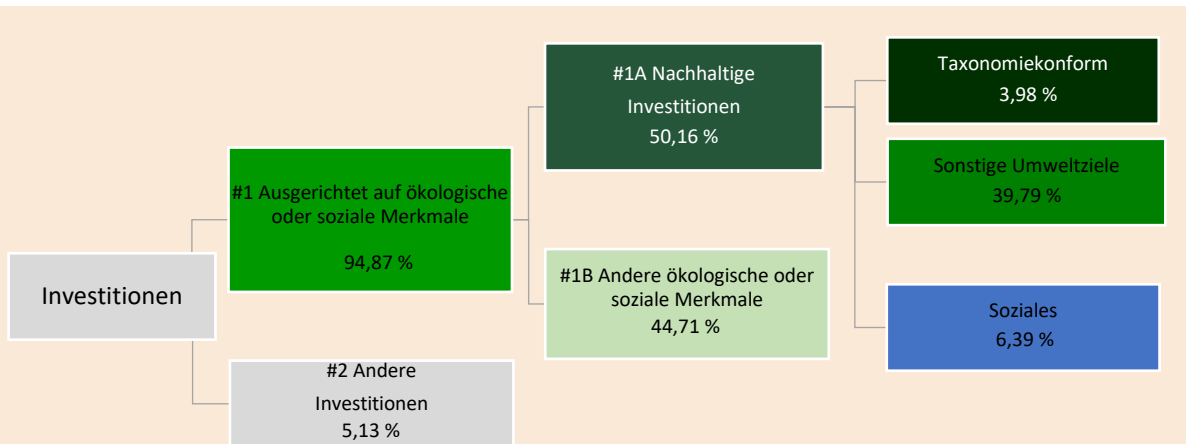 Investitionen
#1 Ausgerichtet auf ökologische
oder soziale Merkmale
94,87 %
#2 Andere
Investitionen
5,13 %
#1A Nachhaltige
Investitionen
50,16 %
#1B Andere ökologische oder
soziale Merkmale
44,71 %
Taxonomiekonform
3,98 %
Sonstige Umweltziele
39,79 %
Soziales
6,39 %